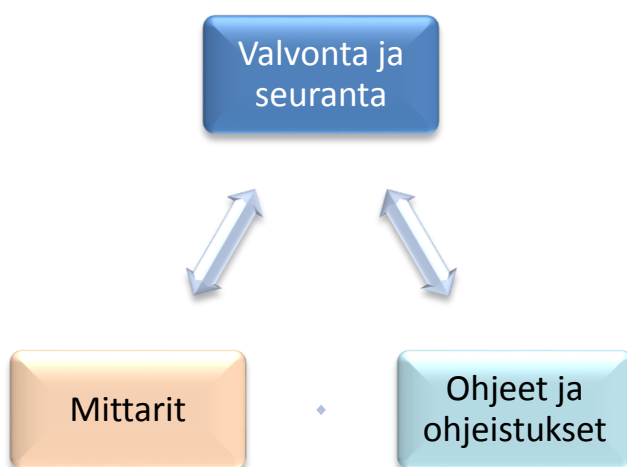 Valvonta ja
seuranta
Mittarit
Ohjeet ja
ohjeistukset